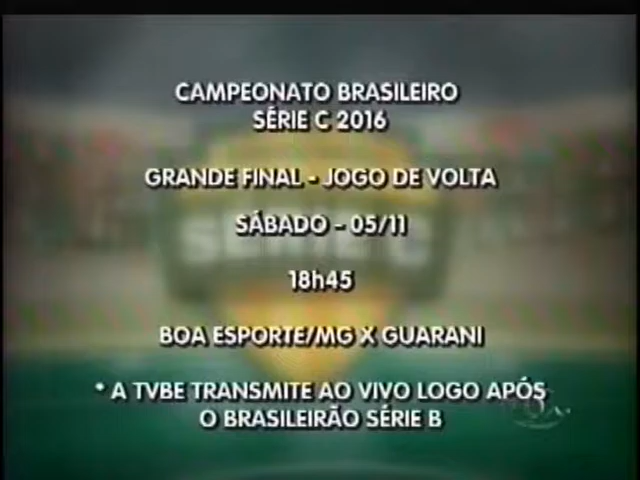 CAMPEONATO BRASILEIRO
SÉRIE C 2016
GRANDE FINAL - JOGO DE VOLTA
SÁBADO - 05/11
SÉRIE C
18h45
BOA ESPORTE/MG X GUARANI
* A TVBE TRANSMITE AO VIVO LOGO APÓS
O BRASILEIRÃO SÉRIE B